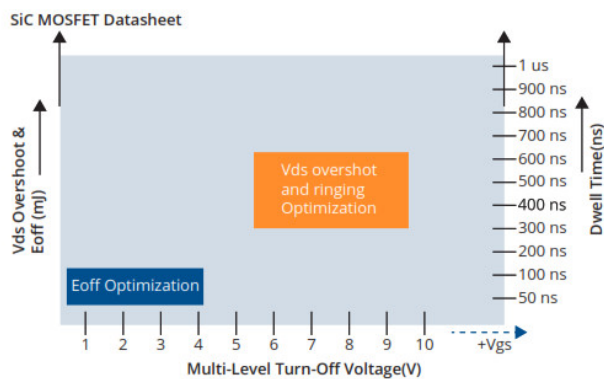 SiC MOSFET Datasheet
Vds Overshoot &
Eoff (mJ)
1 us
900 ns
800 ns
700 ns
600 ns
500 ns
400 ns
300 ns
200 ns
100 ns
50 ns
Dwell Time(ns)
Vds overshot
and ringing
Optimization
Eoff Optimization
1 2 3 4 5 6 7 8 9 10 +Vgs
Multi-Level Turn-Off Voltage(V)